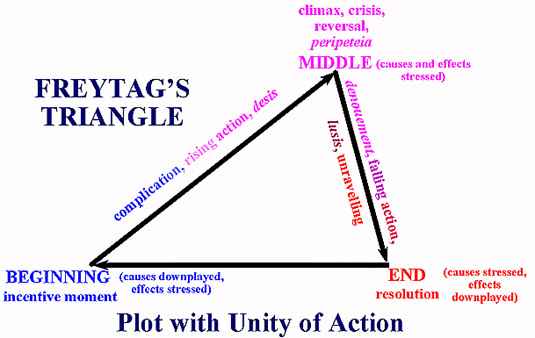 climax, crisis,
reversal,
peripeteia
MIDDLE (causes and effects
stressed)
FREYTAG'S
TRIANGLE
complication, rising action, desis
denouement, falling action,
lusis, unravelling
BEGINNING (causes downplayed,
incentive moment effects stressed)
END (causes stressed,
resolution effects
downplayed)
Plot with Unity of Action